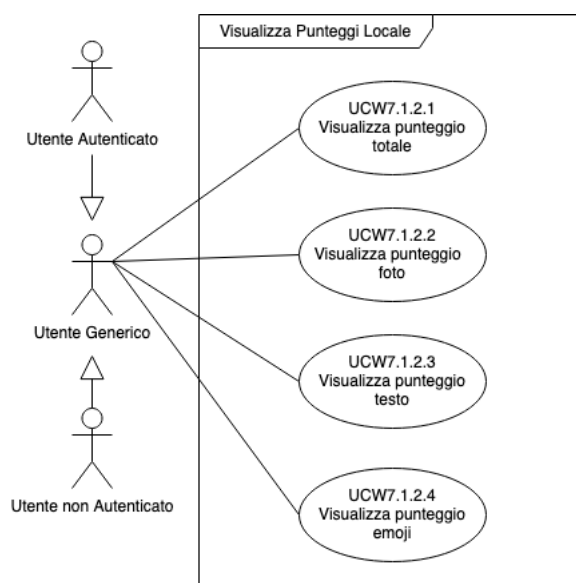 Visualizza Punteggi Locale
Utente Autenticato
UCW7.1.2.1
Visualizza punteggio
totale
UCW7.1.2.2
Visualizza punteggio
foto
Utente Generico
UCW7.1.2.3
Visualizza punteggio
testo
Utente non Autenticato
UCW7.1.2.4
Visualizza punteggio
emoji